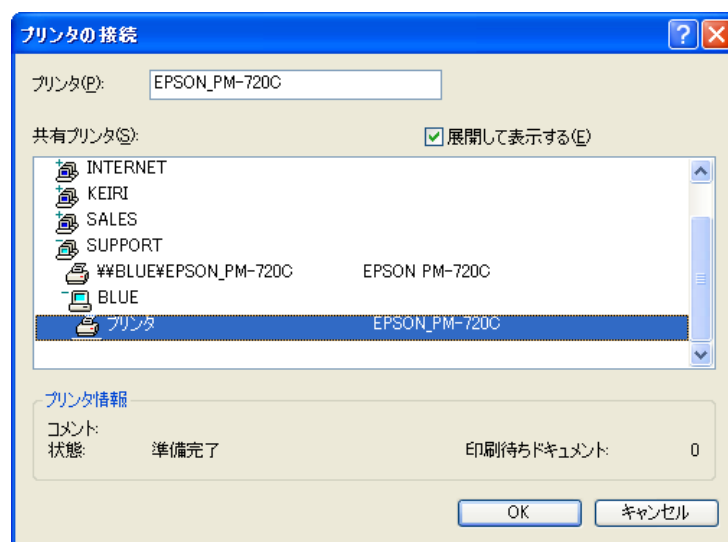 プリンタの接続
プリンタ(P): EPSON_PM-720C
共有プリンタ(S): 展開して表示する(E)
INTERNET
KEIRI
SALES
SUPPORT
¥¥BLUE¥EPSON_PM-720C EPSON PM-720C
BLUE
プリンタ EPSON_PM-720C
プリンタ情報
コメント:
状態: 準備完了 印刷待ちドキュメント: 0
OK キャンセル